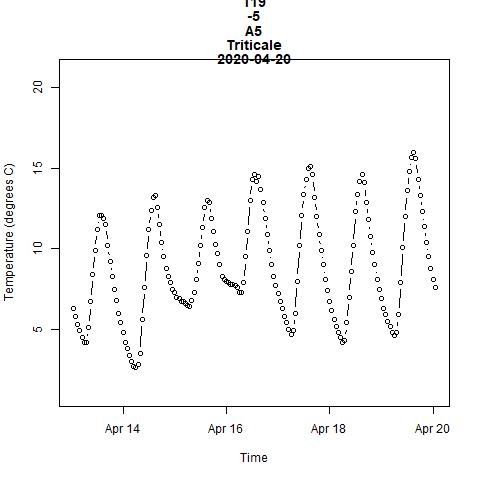 T19
-5
A5
Triticale
2020-04-20
20
15
10
5
Temperature (degrees C)
Apr 14 Apr 16 Apr 18 Apr 20
Time